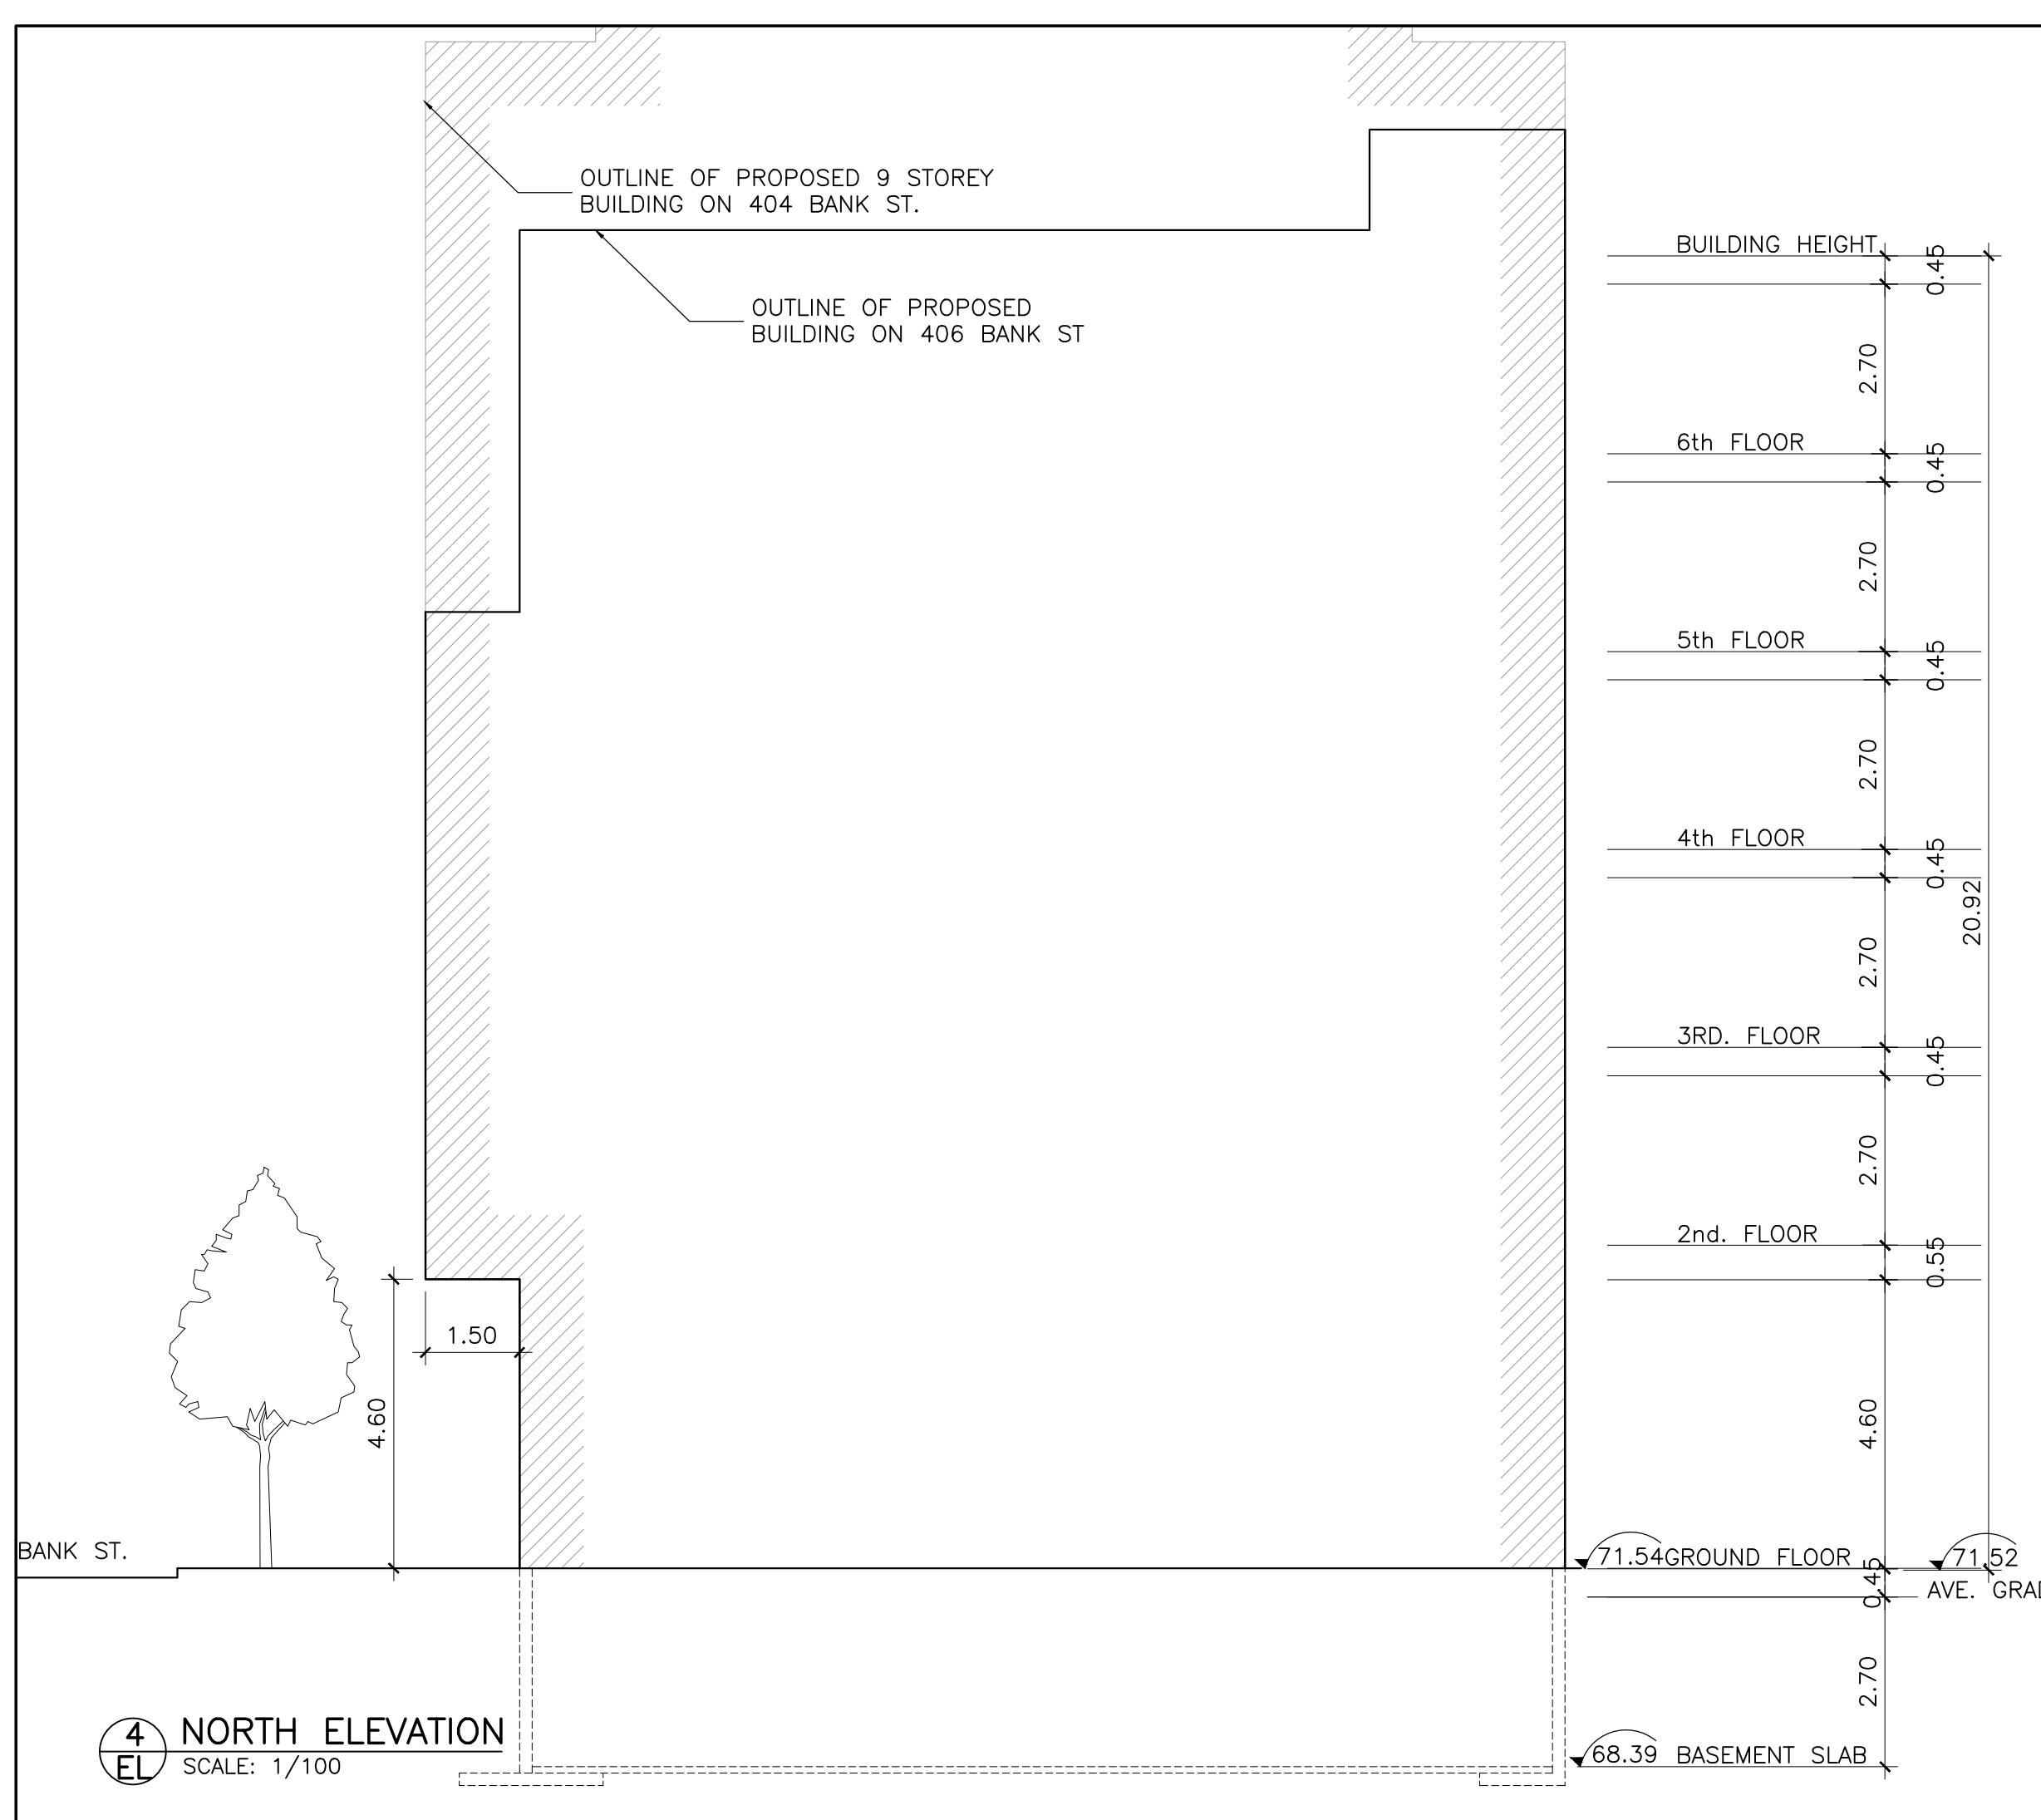 OUTLINE OF PROPOSED 9 STOREY
BUILDING ON 404 BANK ST.
OUTLINE OF PROPOSED
BUILDING ON 406 BANK ST
BUILDING HEIGHT
0.45
2.70
6th FLOOR
0.45
2.70
5th FLOOR
0.45
2.70
4th FLOOR
0.45
20.92
2.70
3RD. FLOOR
0.45
2.70
2nd. FLOOR
0.55
1.50
4.60
4.60
BANK ST.
71.54 GROUND FLOOR
71.52
0.45
AVE. GRAD
2.70
68.39 BASEMENT SLAB
4
EL
NORTH ELEVATION
SCALE: 1/100